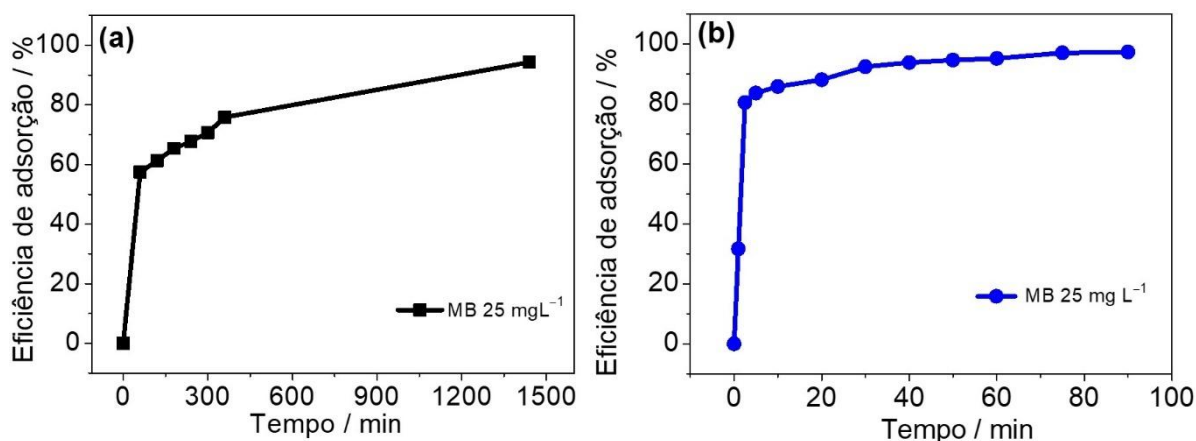 (a)
Eficiência de adsorção / %
100
80
60
40
20
0
MB 25 mgL⁻¹
0 300 600 900 1200 1500
Tempo / min
(b)
Eficiência de adsorção / %
100
80
60
40
20
0
MB 25 mg L⁻¹
0 20 40 60 80 100
Tempo / min